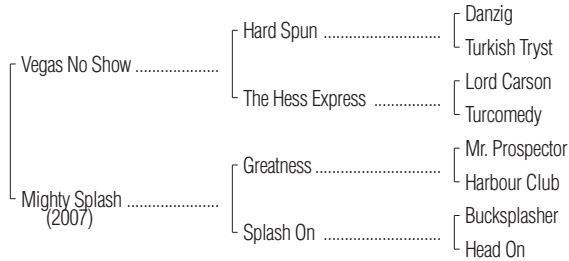 Danzig
Hard Spun ..............................
Turkish Tryst
Vegas No Show .....................
Lord Carson
The Hess Express .................
Turcomedy
Mr. Prospector
Greatness ................................
Harbour Club
Mighty Splash .......................
(2007)
Bucksplasher
Splash On ..............................
Head On